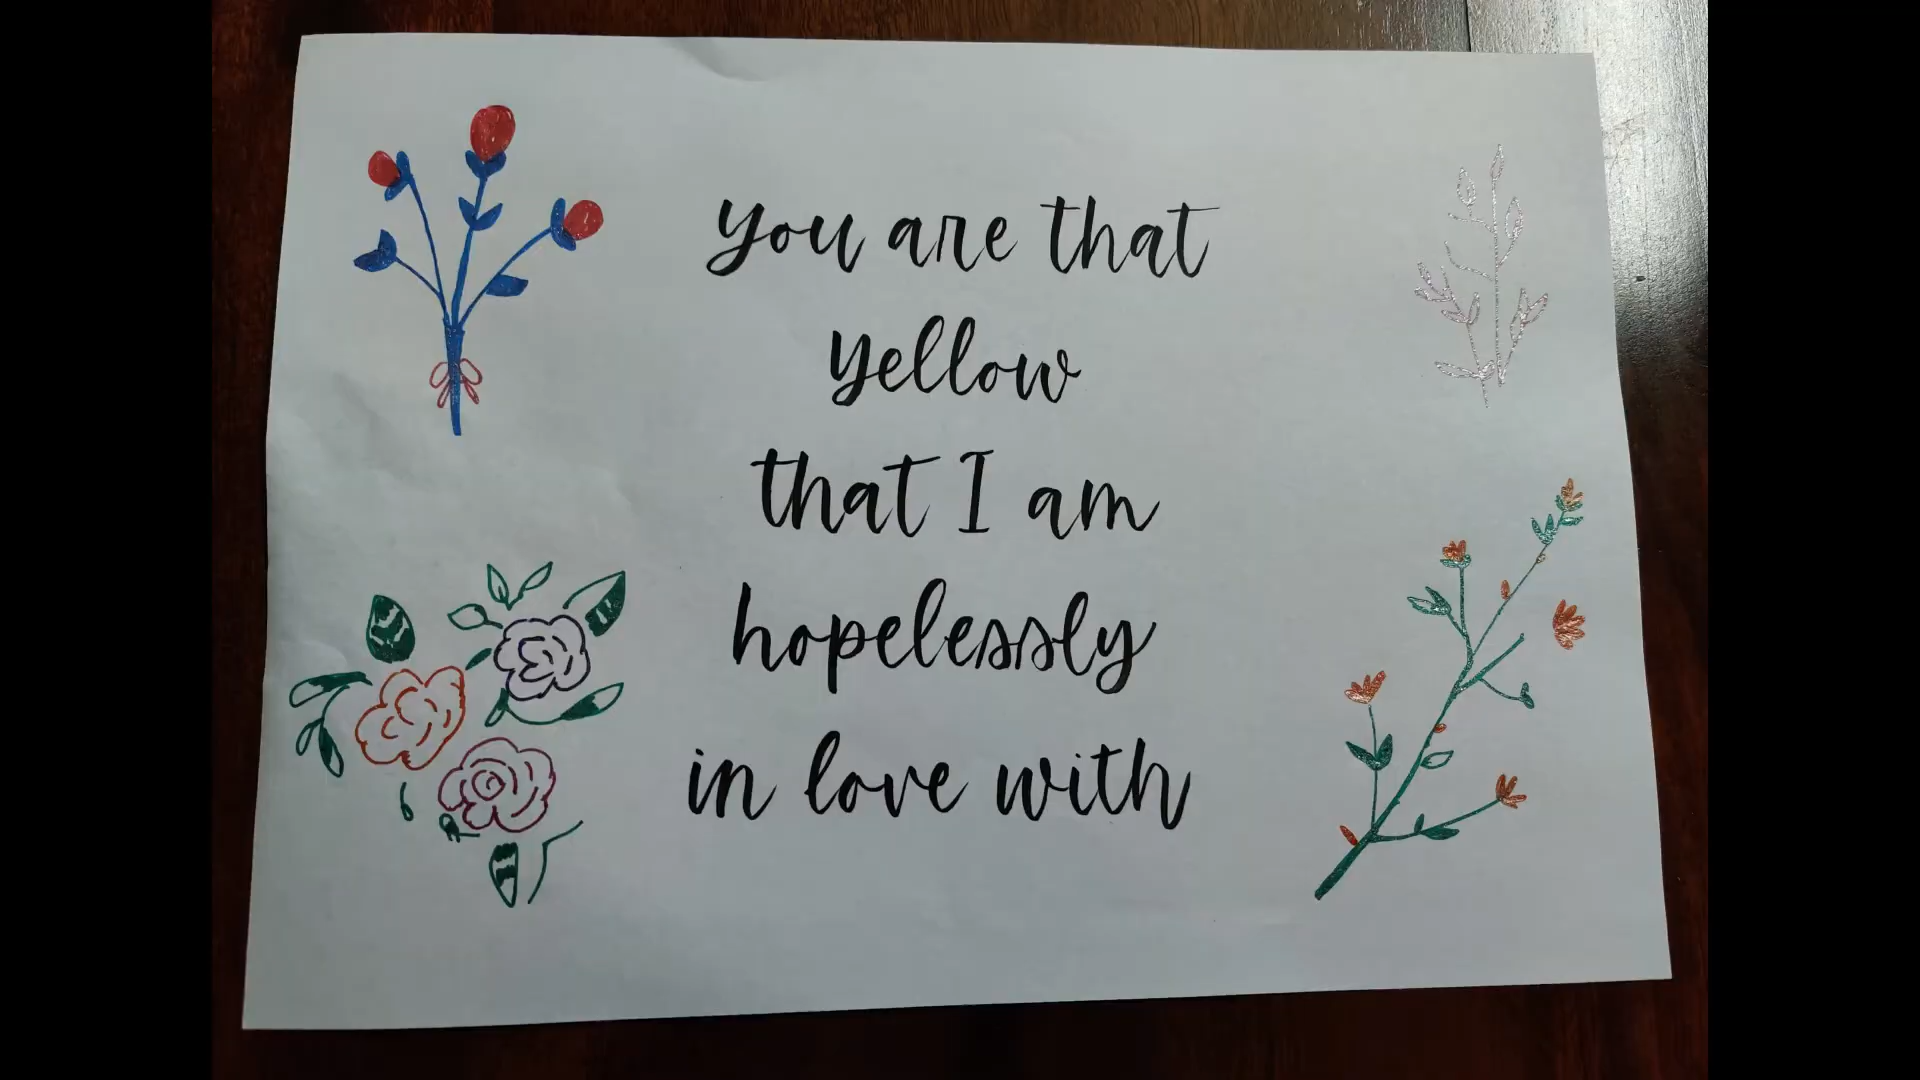 you are that
yellow
that I am
hopelessly
in love with